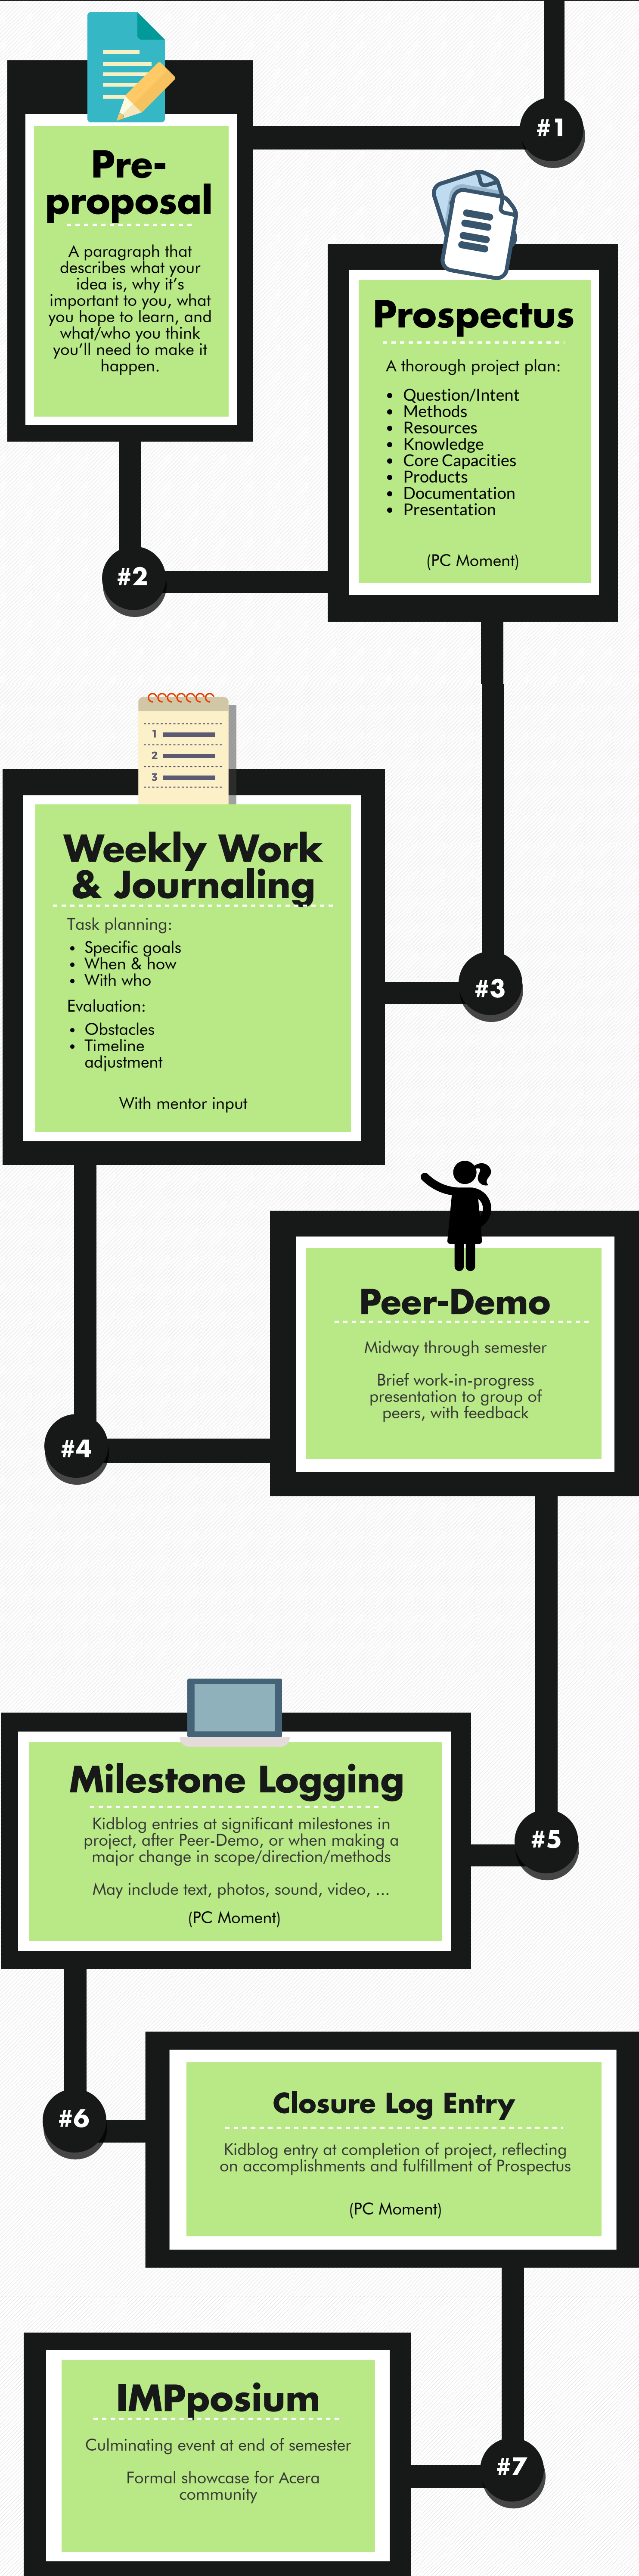 #1
Pre-
proposal
A paragraph that
describes what your
idea is, why it's
important to you, what
you hope to learn, and
what/who you think
you'll need to make it
happen.
#2
Prospectus
A thorough project plan:
• Question/Intent
• Methods
• Resources
• Knowledge
• Core Capacities
• Products
• Documentation
• Presentation
(PC Moment)
#3
1
2
3
Weekly Work
& Journaling
Task planning:
• Specific goals
• When & how
• With who
Evaluation:
• Obstacles
• Timeline
adjustment
With mentor input
#4
Peer-Demo
Midway through semester
Brief work-in-progress
presentation to group of
peers, with feedback
#5
Milestone Logging
Kidblog entries at significant milestones in
project, after Peer-Demo, or when making a
major change in scope/direction/methods
May include text, photos, sound, video, ...
(PC Moment)
#6
Closure Log Entry
Kidblog entry at completion of project, reflecting
on accomplishments and fulfillment of Prospectus
(PC Moment)
#7
IMPposium
Culminating event at end of semester
Formal showcase for Acera
community